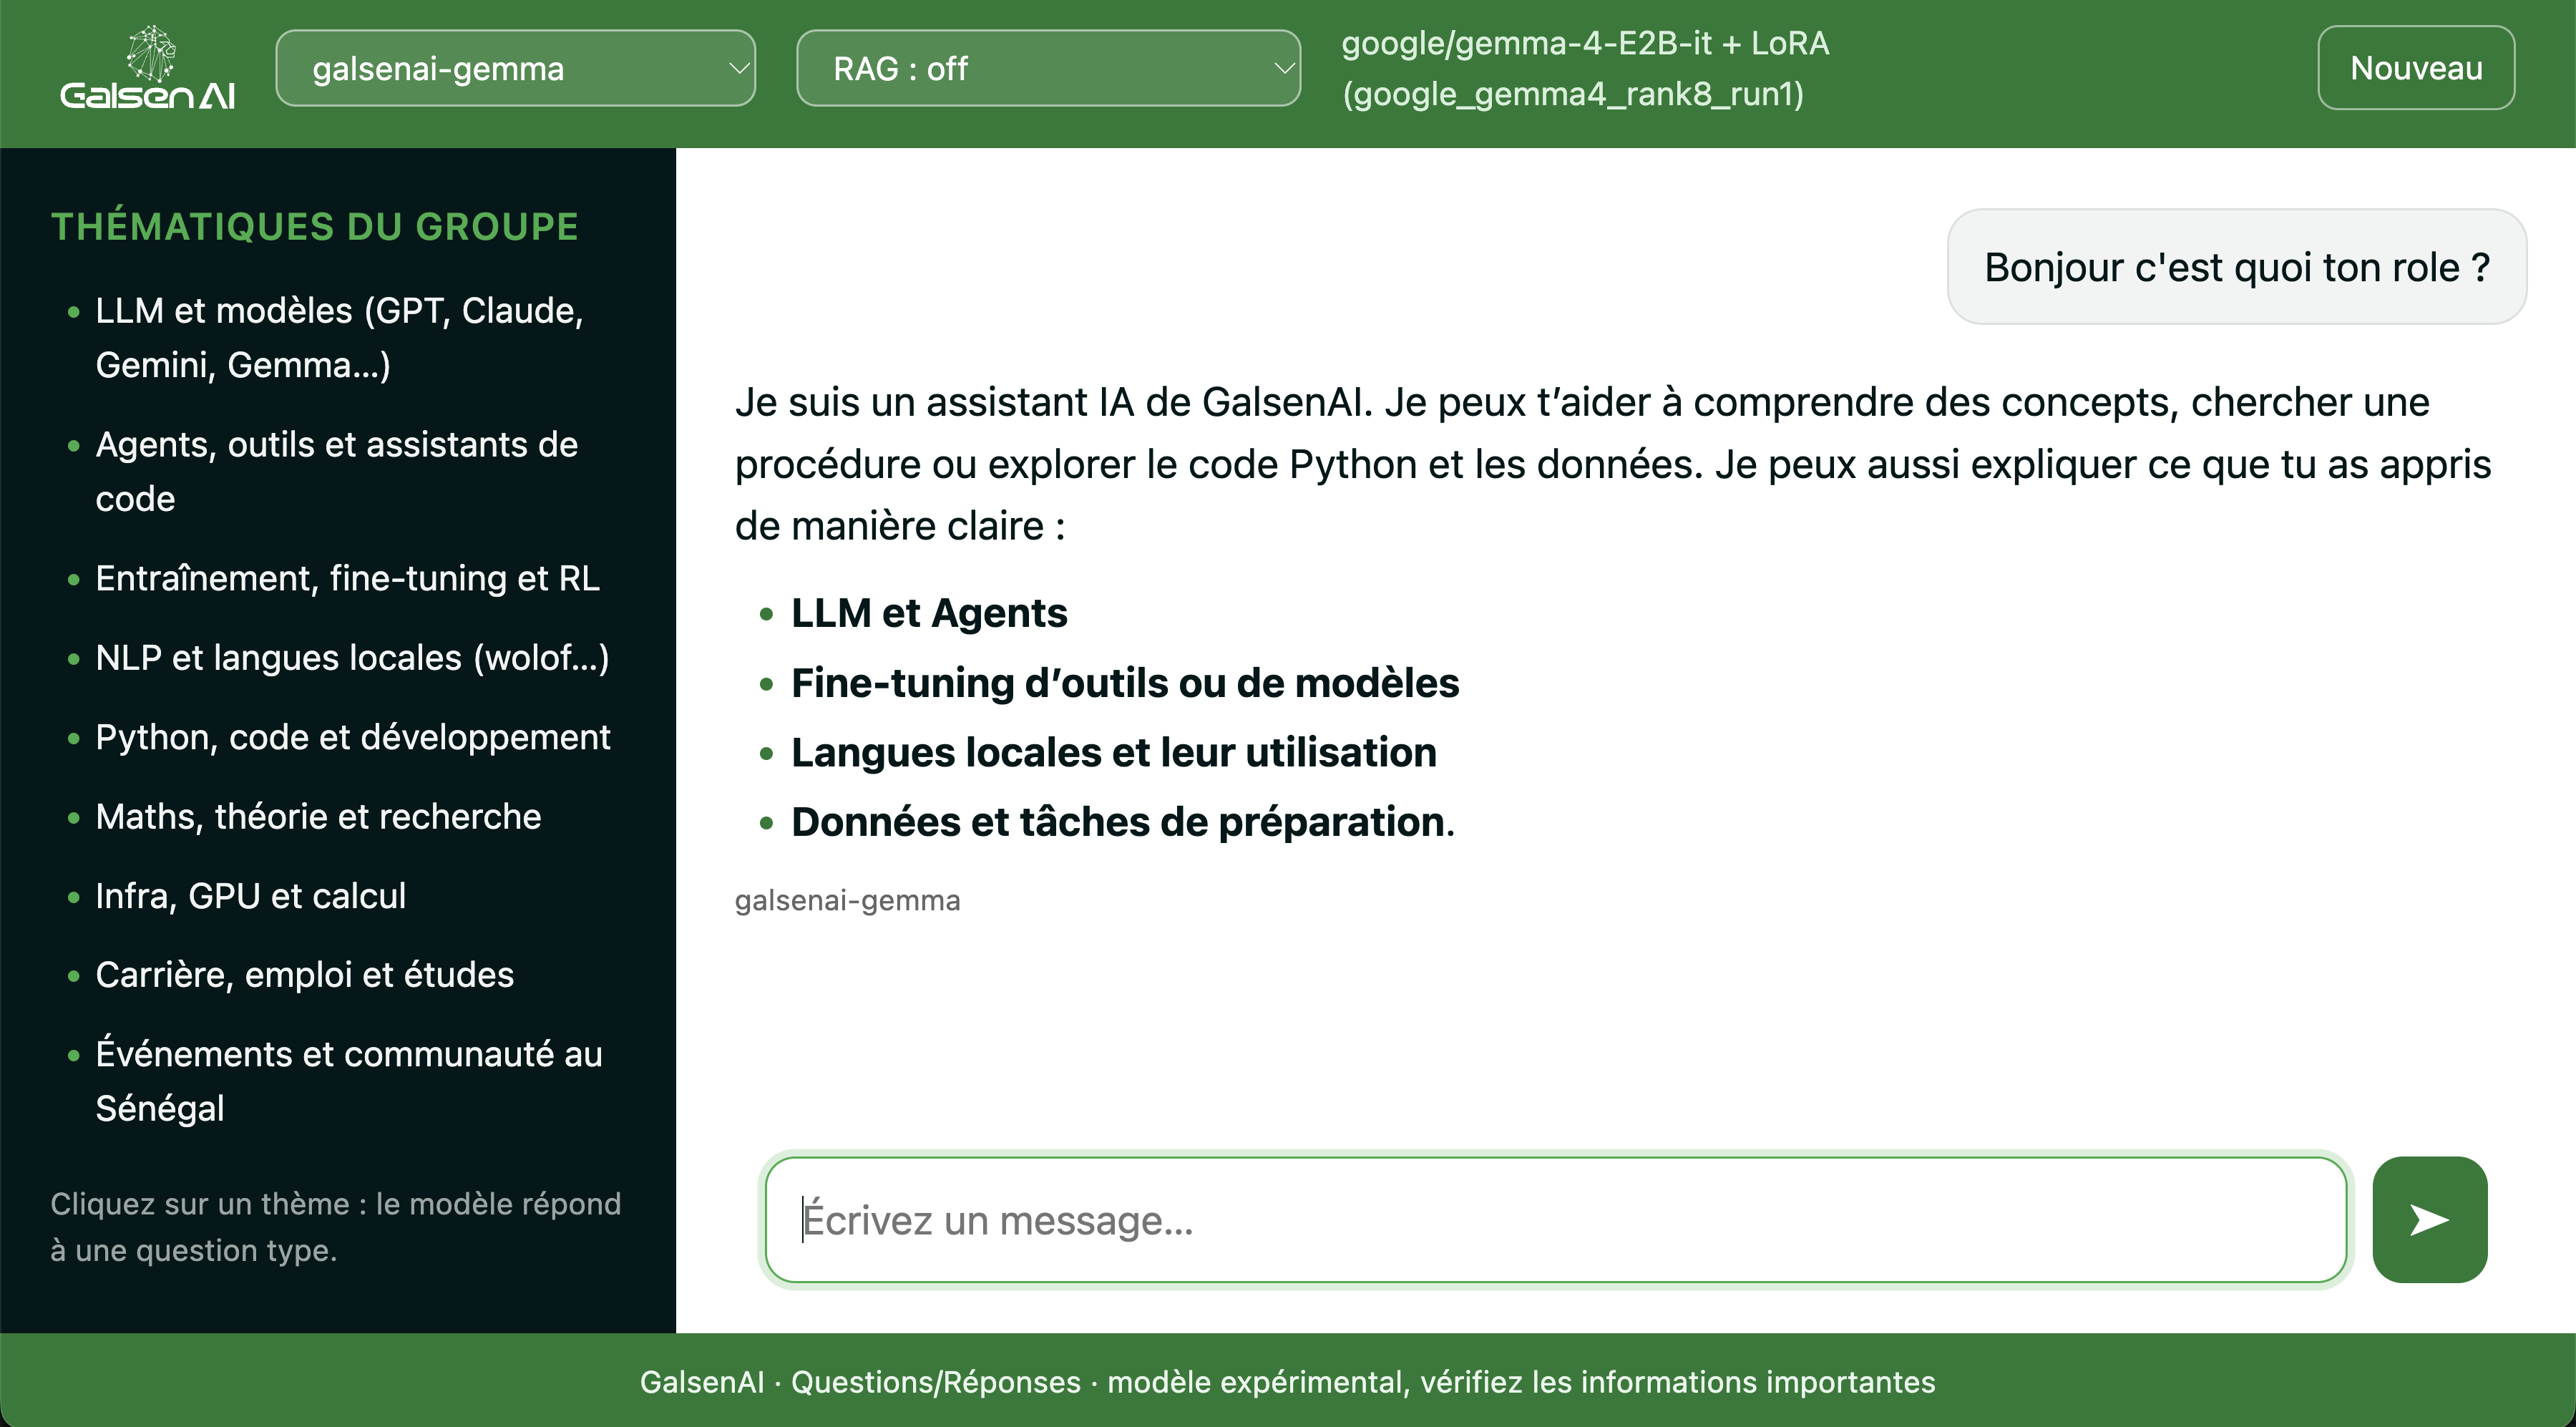 GalsenAI
galsenai-gemma
RAG : off
google/gemma-4-E2B-it + LoRA
(google_gemma4_rank8_run1)
Nouveau
THÉMATIQUES DU GROUPE
LLM et modèles (GPT, Claude,
Gemini, Gemma...)
Agents, outils et assistants de
code
Entraînement, fine-tuning et RL
NLP et langues locales (wolof...)
Python, code et développement
Maths, théorie et recherche
Infra, GPU et calcul
Carrière, emploi et études
Événements et communauté au
Sénégal
Cliquez sur un thème : le modèle répond
à une question type.
Bonjour c'est quoi ton role ?
Je suis un assistant IA de GalsenAI. Je peux t’aider à comprendre des concepts, chercher une
procédure ou explorer le code Python et les données. Je peux aussi expliquer ce que tu as appris
de manière claire :
LLM et Agents
Fine-tuning d’outils ou de modèles
Langues locales et leur utilisation
Données et tâches de préparation.
galsenai-gemma
Écrivez un message...
GalsenAI · Questions/Réponses · modèle expérimental, vérifiez les informations importantes